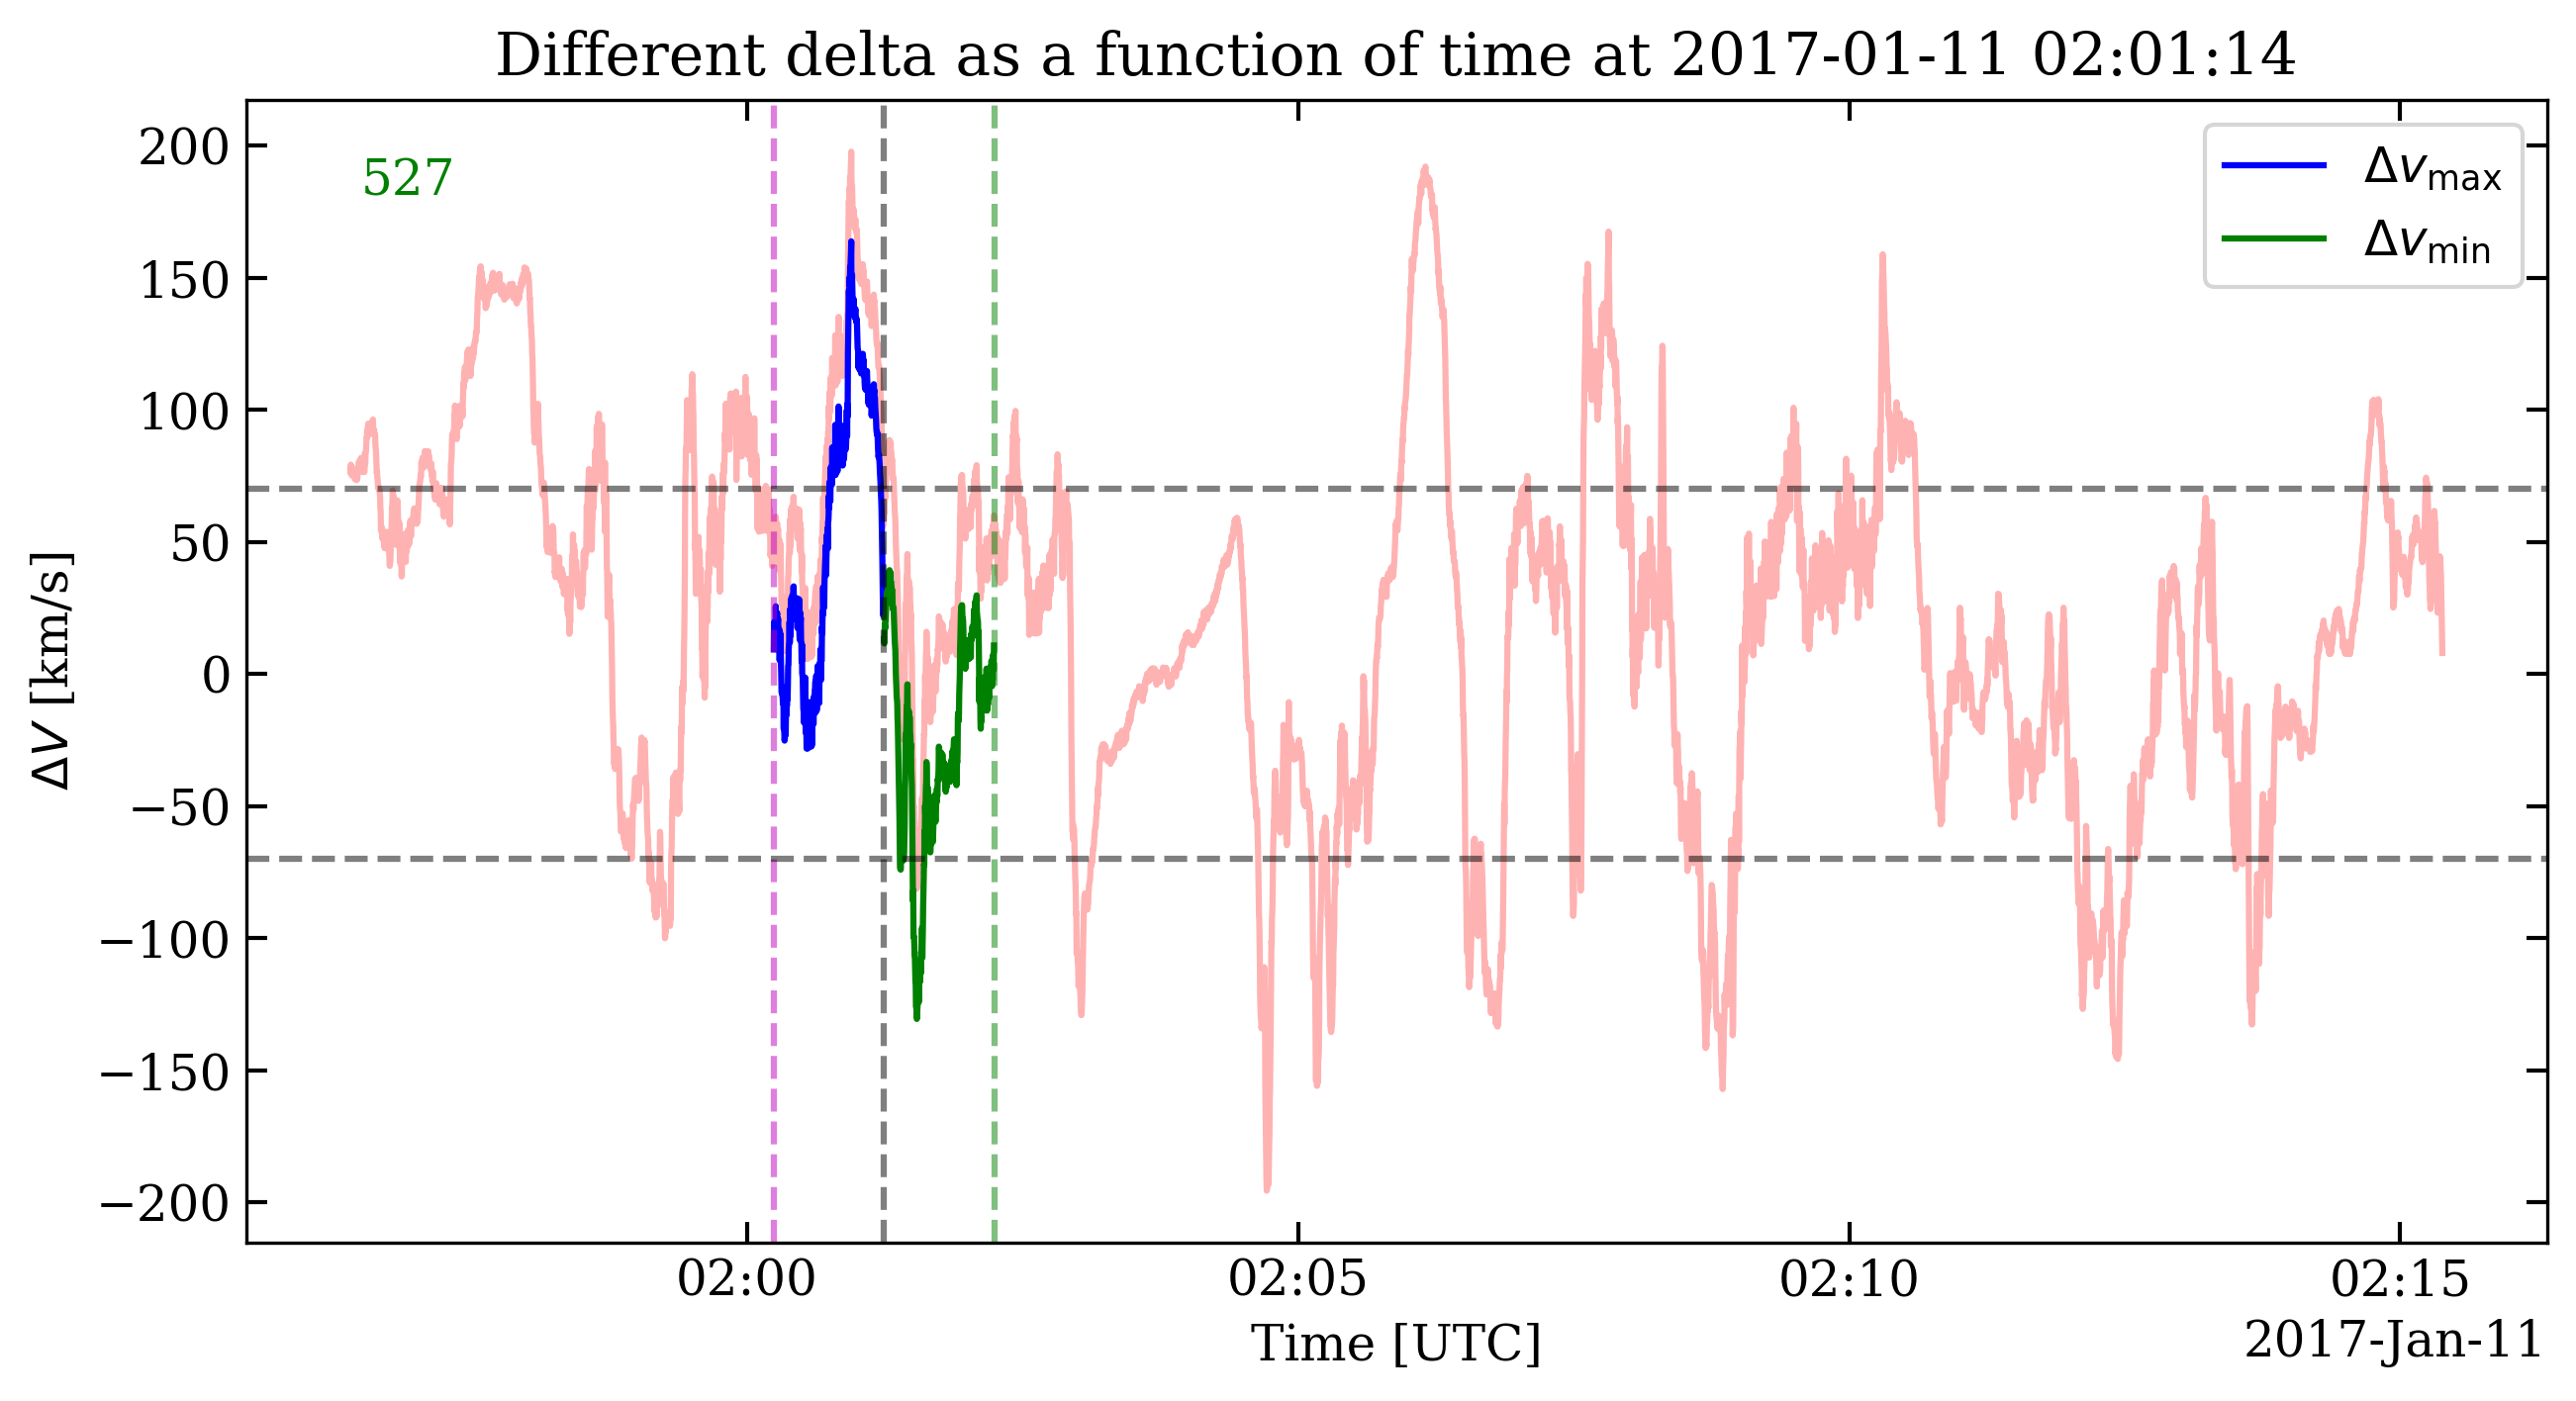 Different delta as a function of time at 2017-01-11 02:01:14
527
Δv_max
Δv_min
200
150
100
50
0
−50
−100
−150
−200
ΔV [km/s]
02:00 02:05 02:10 02:15
Time [UTC]
2017-Jan-11